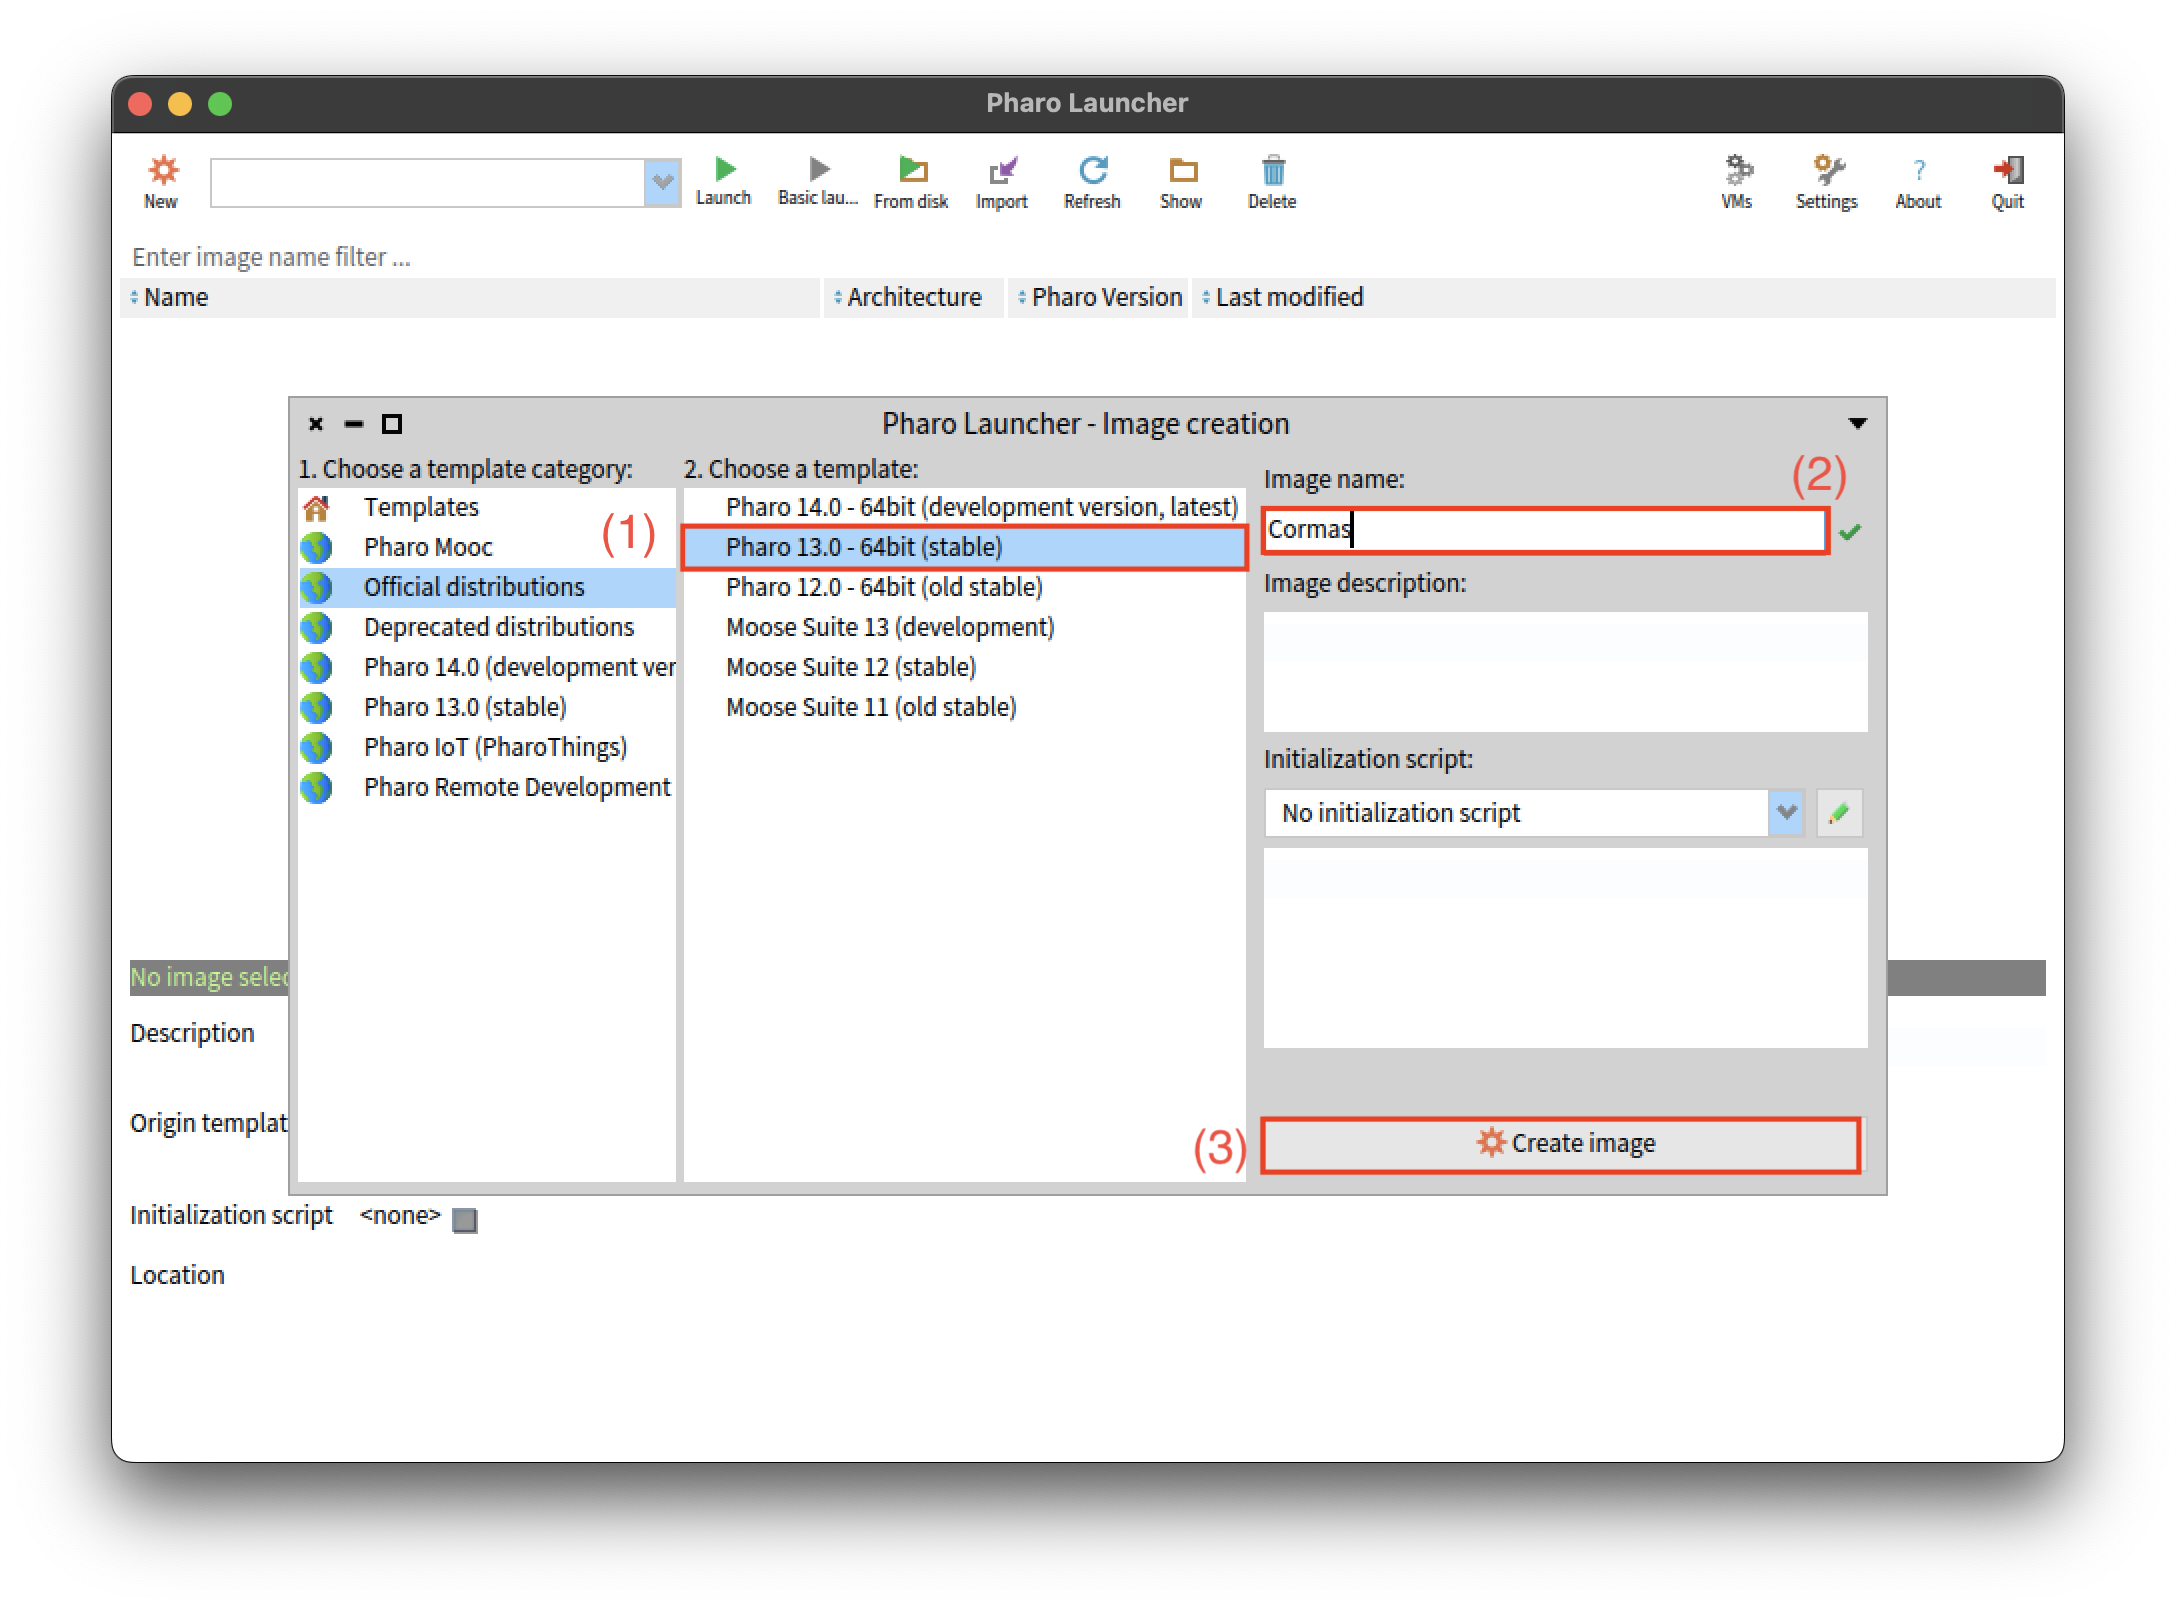 Pharo Launcher
New
Launch
Basic lau...
From disk
Import
Refresh
Show
Delete
VMs
Settings
About
Quit
Enter image name filter ...
Name
Architecture
Pharo Version
Last modified
Pharo Launcher - Image creation
1. Choose a template category:
Templates
Pharo Mooc
Official distributions
Deprecated distributions
Pharo 14.0 (development ver
Pharo 13.0 (stable)
Pharo IoT (PharoThings)
Pharo Remote Development
(1)
2. Choose a template:
Pharo 14.0 - 64bit (development version, latest)
Pharo 13.0 - 64bit (stable)
Pharo 12.0 - 64bit (old stable)
Moose Suite 13 (development)
Moose Suite 12 (stable)
Moose Suite 11 (old stable)
Image name:
(2)
Cormas
Image description:
Initialization script:
No initialization script
(3)
Create image
No image selec
Description
Origin templat
Initialization script
<none>
Location